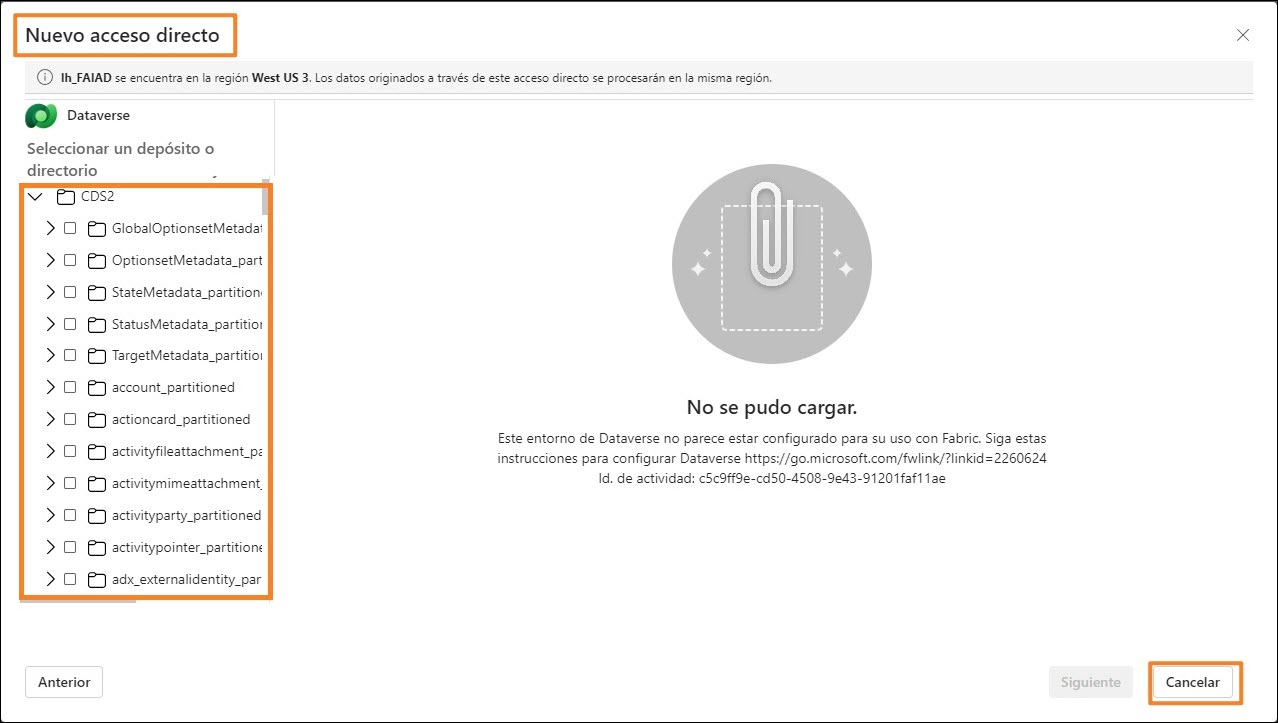 Nuevo acceso directo
lh_FAIAD se encuentra en la región West US 3. Los datos originados a través de este acceso directo se procesarán en la misma región.
Dataverse
Seleccionar un depósito o
directorio
CDS2
GlobalOptionsetMetadat
OptionsetMetadata_part
StateMetadata_partition
StatusMetadata_partition
TargetMetadata_partition
account_partitioned
actioncard_partitioned
activityfileattachment_pa
activitymimeattachment_
activityparty_partitioned
activitypointer_partitione
adx_externalidentity_par
No se pudo cargar.
Este entorno de Dataverse no parece estar configurado para su uso con Fabric. Siga estas
instrucciones para configurar Dataverse https://go.microsoft.com/fwlink/?linkid=2260624
Id. de actividad: c5c9ff9e-cd50-4508-9e43-91201faf11ae
Anterior
Siguiente
Cancelar